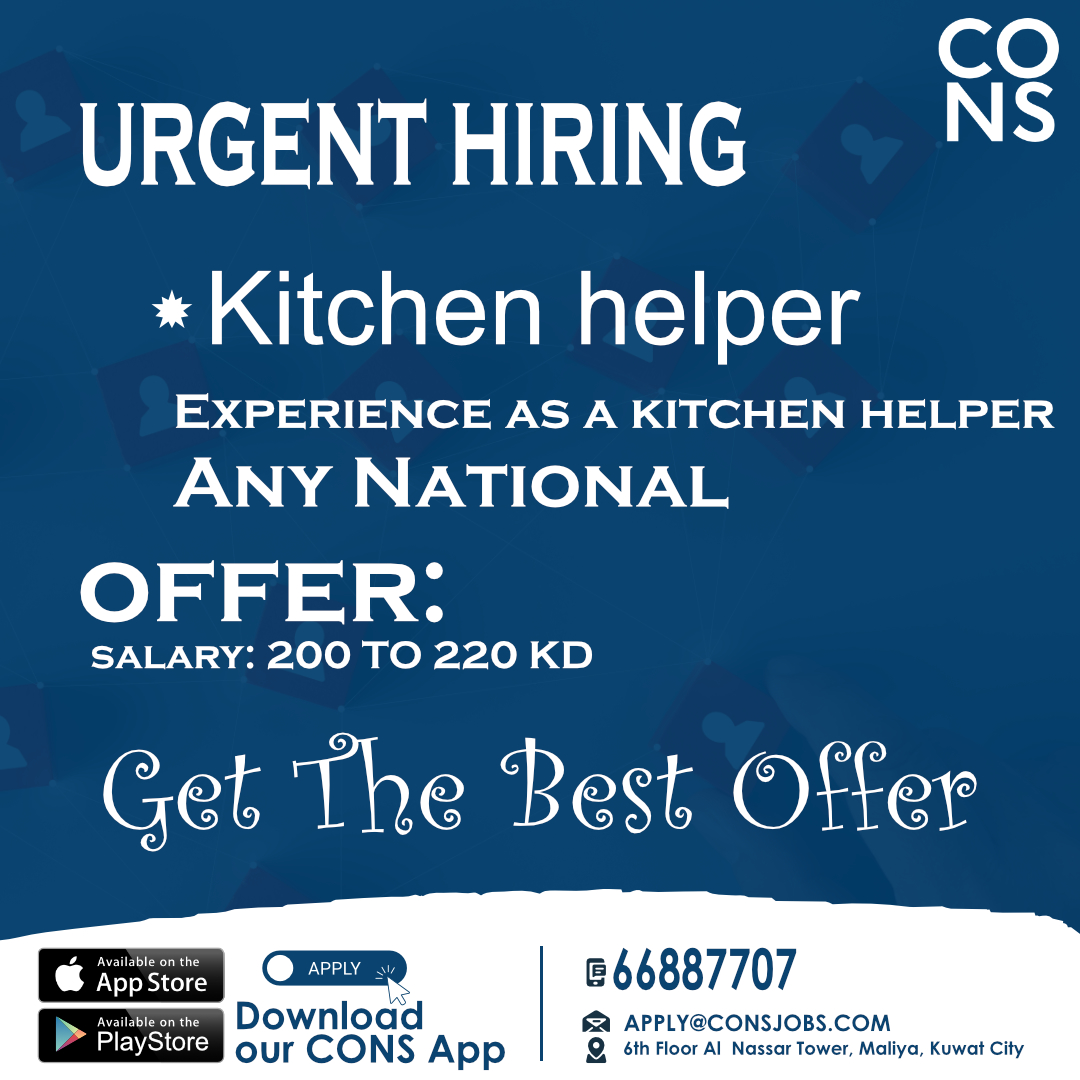 CO
NS
URGENT HIRING
Kitchen helper
EXPERIENCE AS A KITCHEN HELPER
ANY NATIONAL
OFFER:
SALARY: 200 TO 220 KD
Get The Best Offer
Available on the
App Store
Available on the
PlayStore
APPLY
Download
our CONS App
66887707
APPLY@CONSJOBS.COM
6th Floor Al Nassar Tower, Maliya, Kuwat City